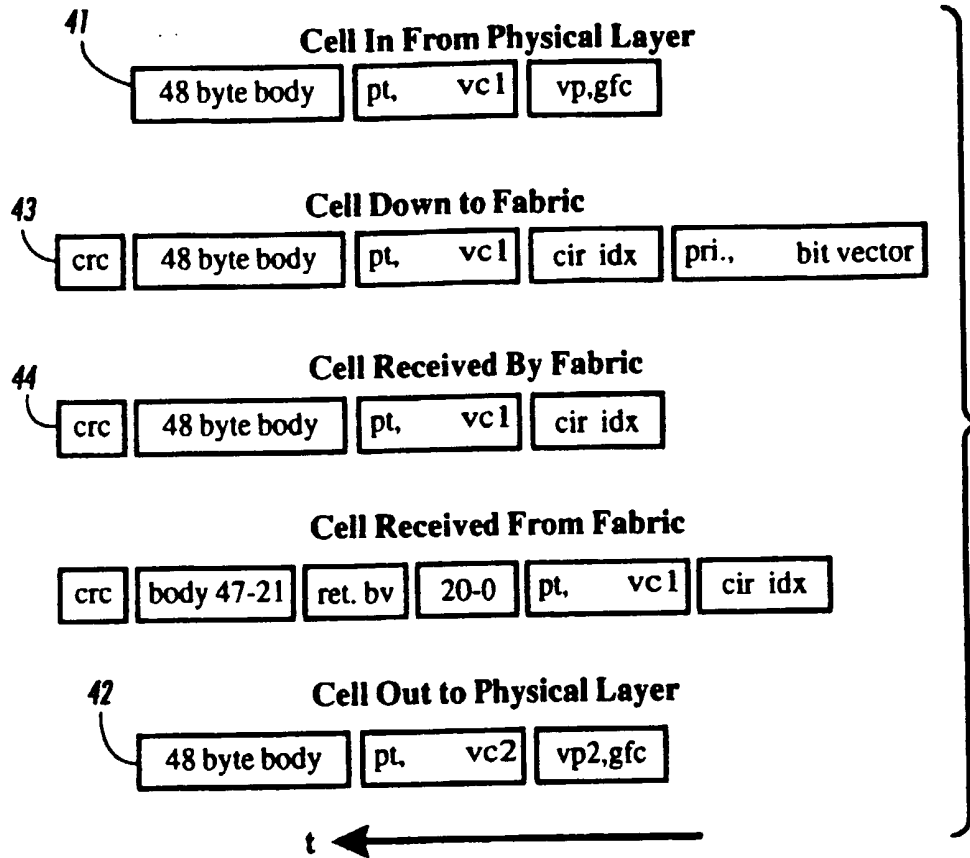 41
Cell In From Physical Layer
48 byte body pt, vc1 vp,gfc
43
Cell Down to Fabric
crc 48 byte body pt, vc1 cir idx pri., bit vector
44
Cell Received By Fabric
crc 48 byte body pt, vc1 cir idx
Cell Received From Fabric
crc body 47-21 ret. bv 20-0 pt, vc1 cir idx
42
Cell Out to Physical Layer
48 byte body pt, vc2 vp2,gfc
t